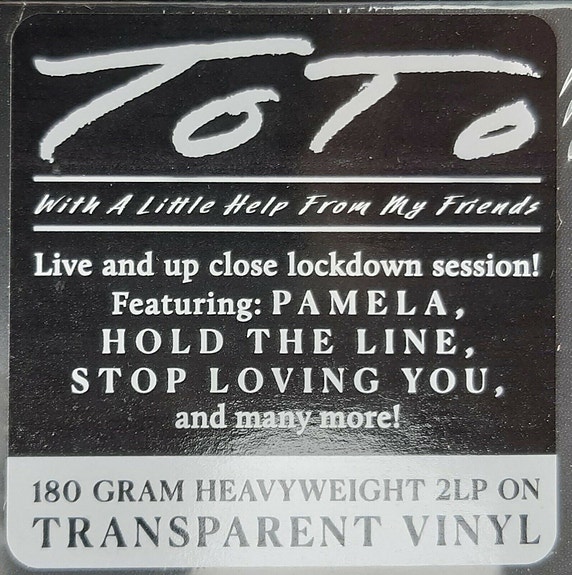 TOTO
With A Little Help From My Friends
Live and up close lockdown session!
Featuring: PAMELA,
HOLD THE LINE,
STOP LOVING YOU,
and many more!
180 GRAM HEAVYWEIGHT 2LP ON
TRANSPARENT VINYL